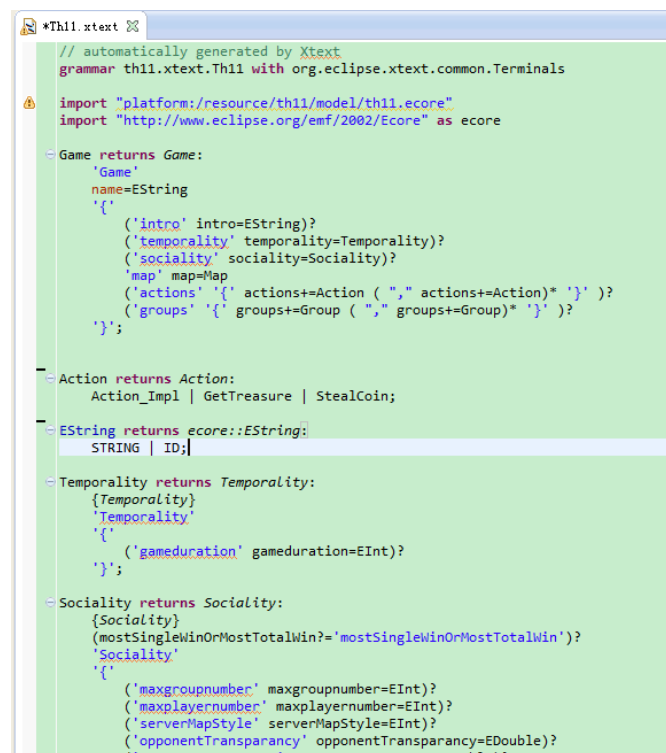 *Th11.xtext
// automatically generated by Xtext
grammar th11.xtext.Th11 with org.eclipse.xtext.common.Terminals
import "platform:/resource/th11/model/th11.ecore"
import "http://www.eclipse.org/emf/2002/Ecore" as ecore
Game returns Game:
'Game'
name=EString
'{'
('intro' intro=EString)?
('temporality' temporality=Temporality)?
('sociality' sociality=Sociality)?
'map' map=Map
('actions' '{' actions+=Action ( "," actions+=Action)* '}' )?
('groups' '{' groups+=Group ( "," groups+=Group)* '}' )?
'}';
Action returns Action:
Action_Impl | GetTreasure | StealCoin;
EString returns ecore::EString:
STRING | ID;
Temporality returns Temporality:
{Temporality}
'Temporality'
'{'
('gameduration' gameduration=EInt)?
'}';
Sociality returns Sociality:
{Sociality}
(mostSingleWinOrMostTotalWin?='mostSingleWinOrMostTotalWin')?
'Sociality'
'{'
('maxgroupnumber' maxgroupnumber=EInt)?
('maxplayernumber' maxplayernumber=EInt)?
('serverMapStyle' serverMapStyle=EInt)?
('opponentTransparancy' opponentTransparancy=EDouble)?